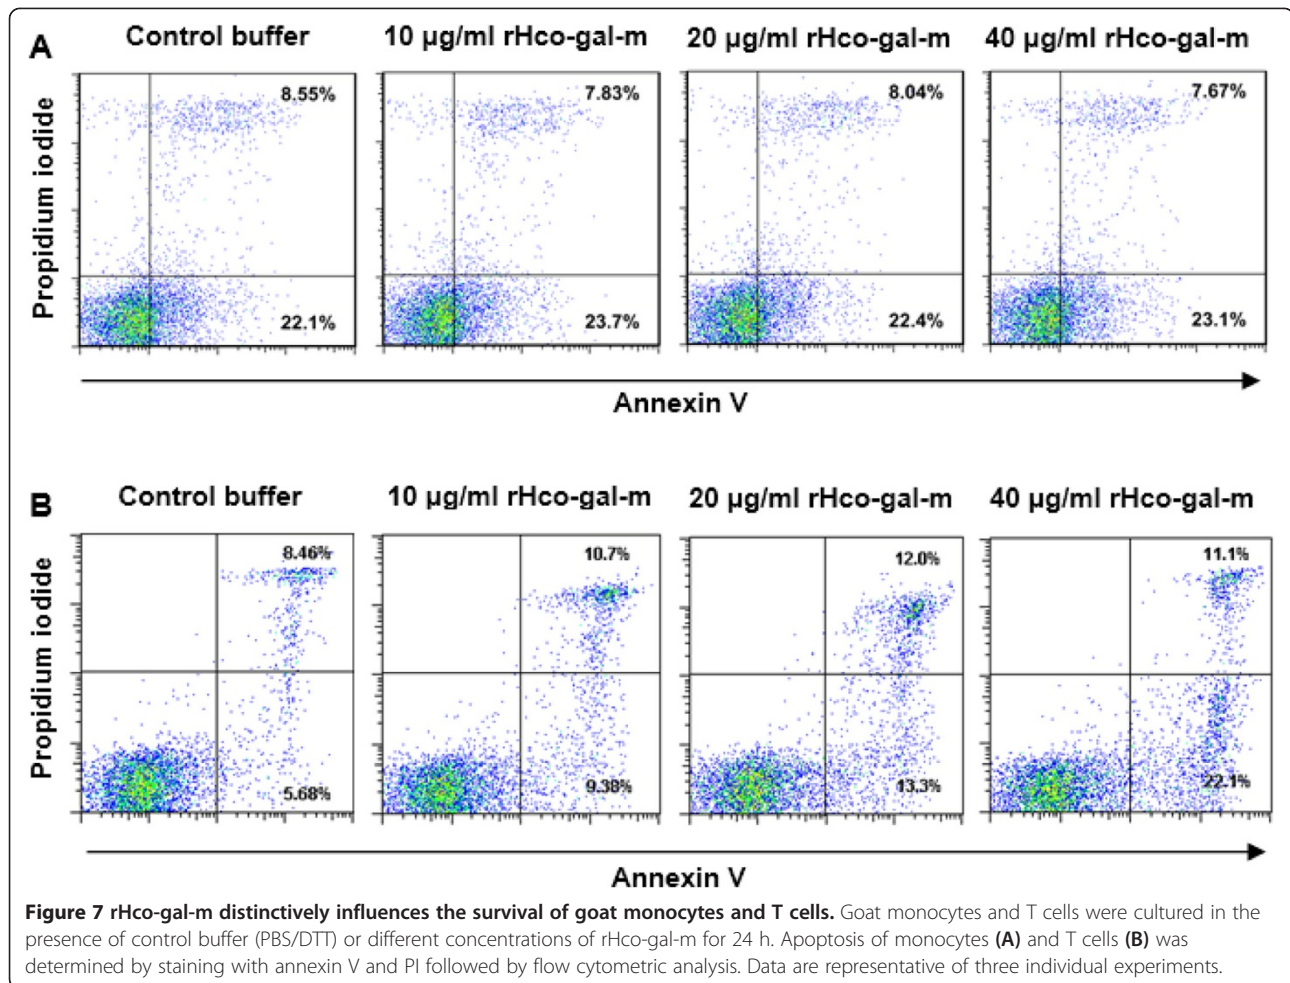 A
Control buffer
10 µg/ml rHco-gal-m
20 µg/ml rHco-gal-m
40 µg/ml rHco-gal-m
Propidium iodide
8.55%
7.83%
8.04%
7.67%
22.1%
23.7%
22.4%
23.1%
Annexin V
B
Control buffer
10 µg/ml rHco-gal-m
20 µg/ml rHco-gal-m
40 µg/ml rHco-gal-m
Propidium iodide
8.46%
10.7%
12.0%
11.1%
5.68%
9.38%
13.3%
22.1%
Annexin V
Figure 7 rHco-gal-m distinctively influences the survival of goat monocytes and T cells. Goat monocytes and T cells were cultured in the
presence of control buffer (PBS/DTT) or different concentrations of rHco-gal-m for 24 h. Apoptosis of monocytes (A) and T cells (B) was
determined by staining with annexin V and PI followed by flow cytometric analysis. Data are representative of three individual experiments.